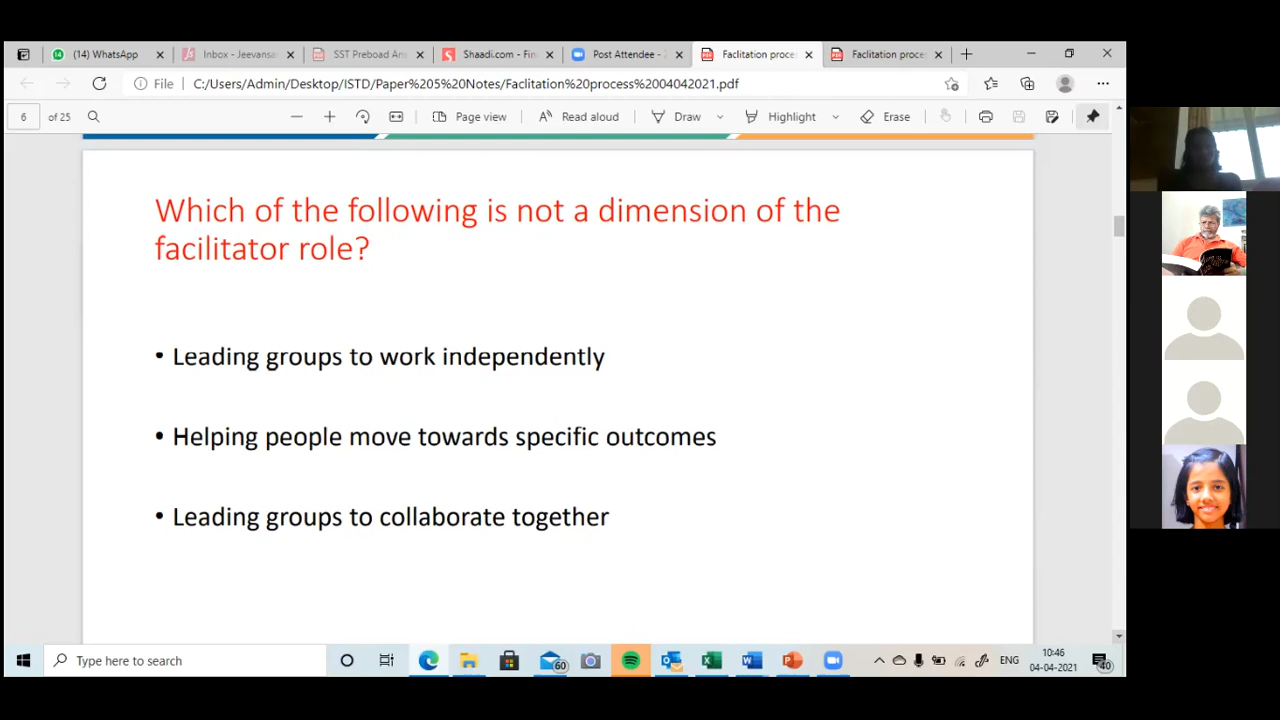 (14) WhatsApp
Inbox - Jeevansa
SST Preboad An
Shaadi.com - Fin
Post Attendee - Z
Faclitation proce
Faclitation proce
File C:/Users/Admin/Desktop/ISTD/Paper%205%20Notes/Faclitation%20process%2004042021.pdf
6 of 25 Page view Read aloud Draw Highlight Erase
Which of the following is not a dimension of the
facilitator role?
• Leading groups to work independently
• Helping people move towards specific outcomes
• Leading groups to collaborate together
Type here to search
60
ENG
10:46
04-04-2021
40